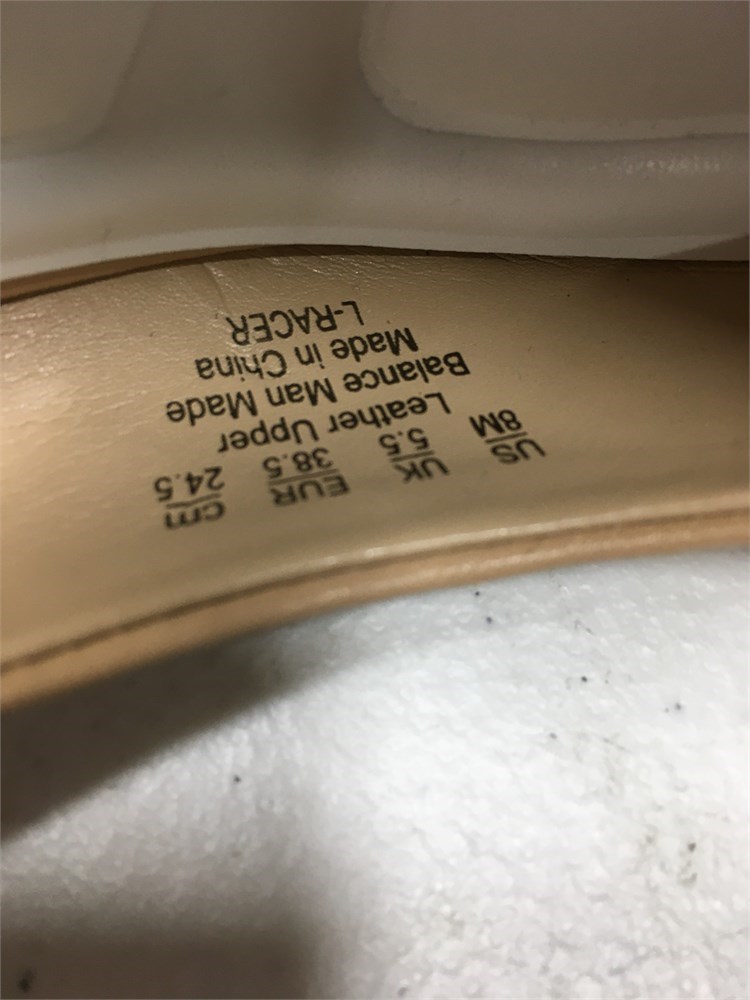 US UK EUR cm
8M 5.5 38.5 24.5
Leather Upper
Balance Man Made
Made in China
L-RACER